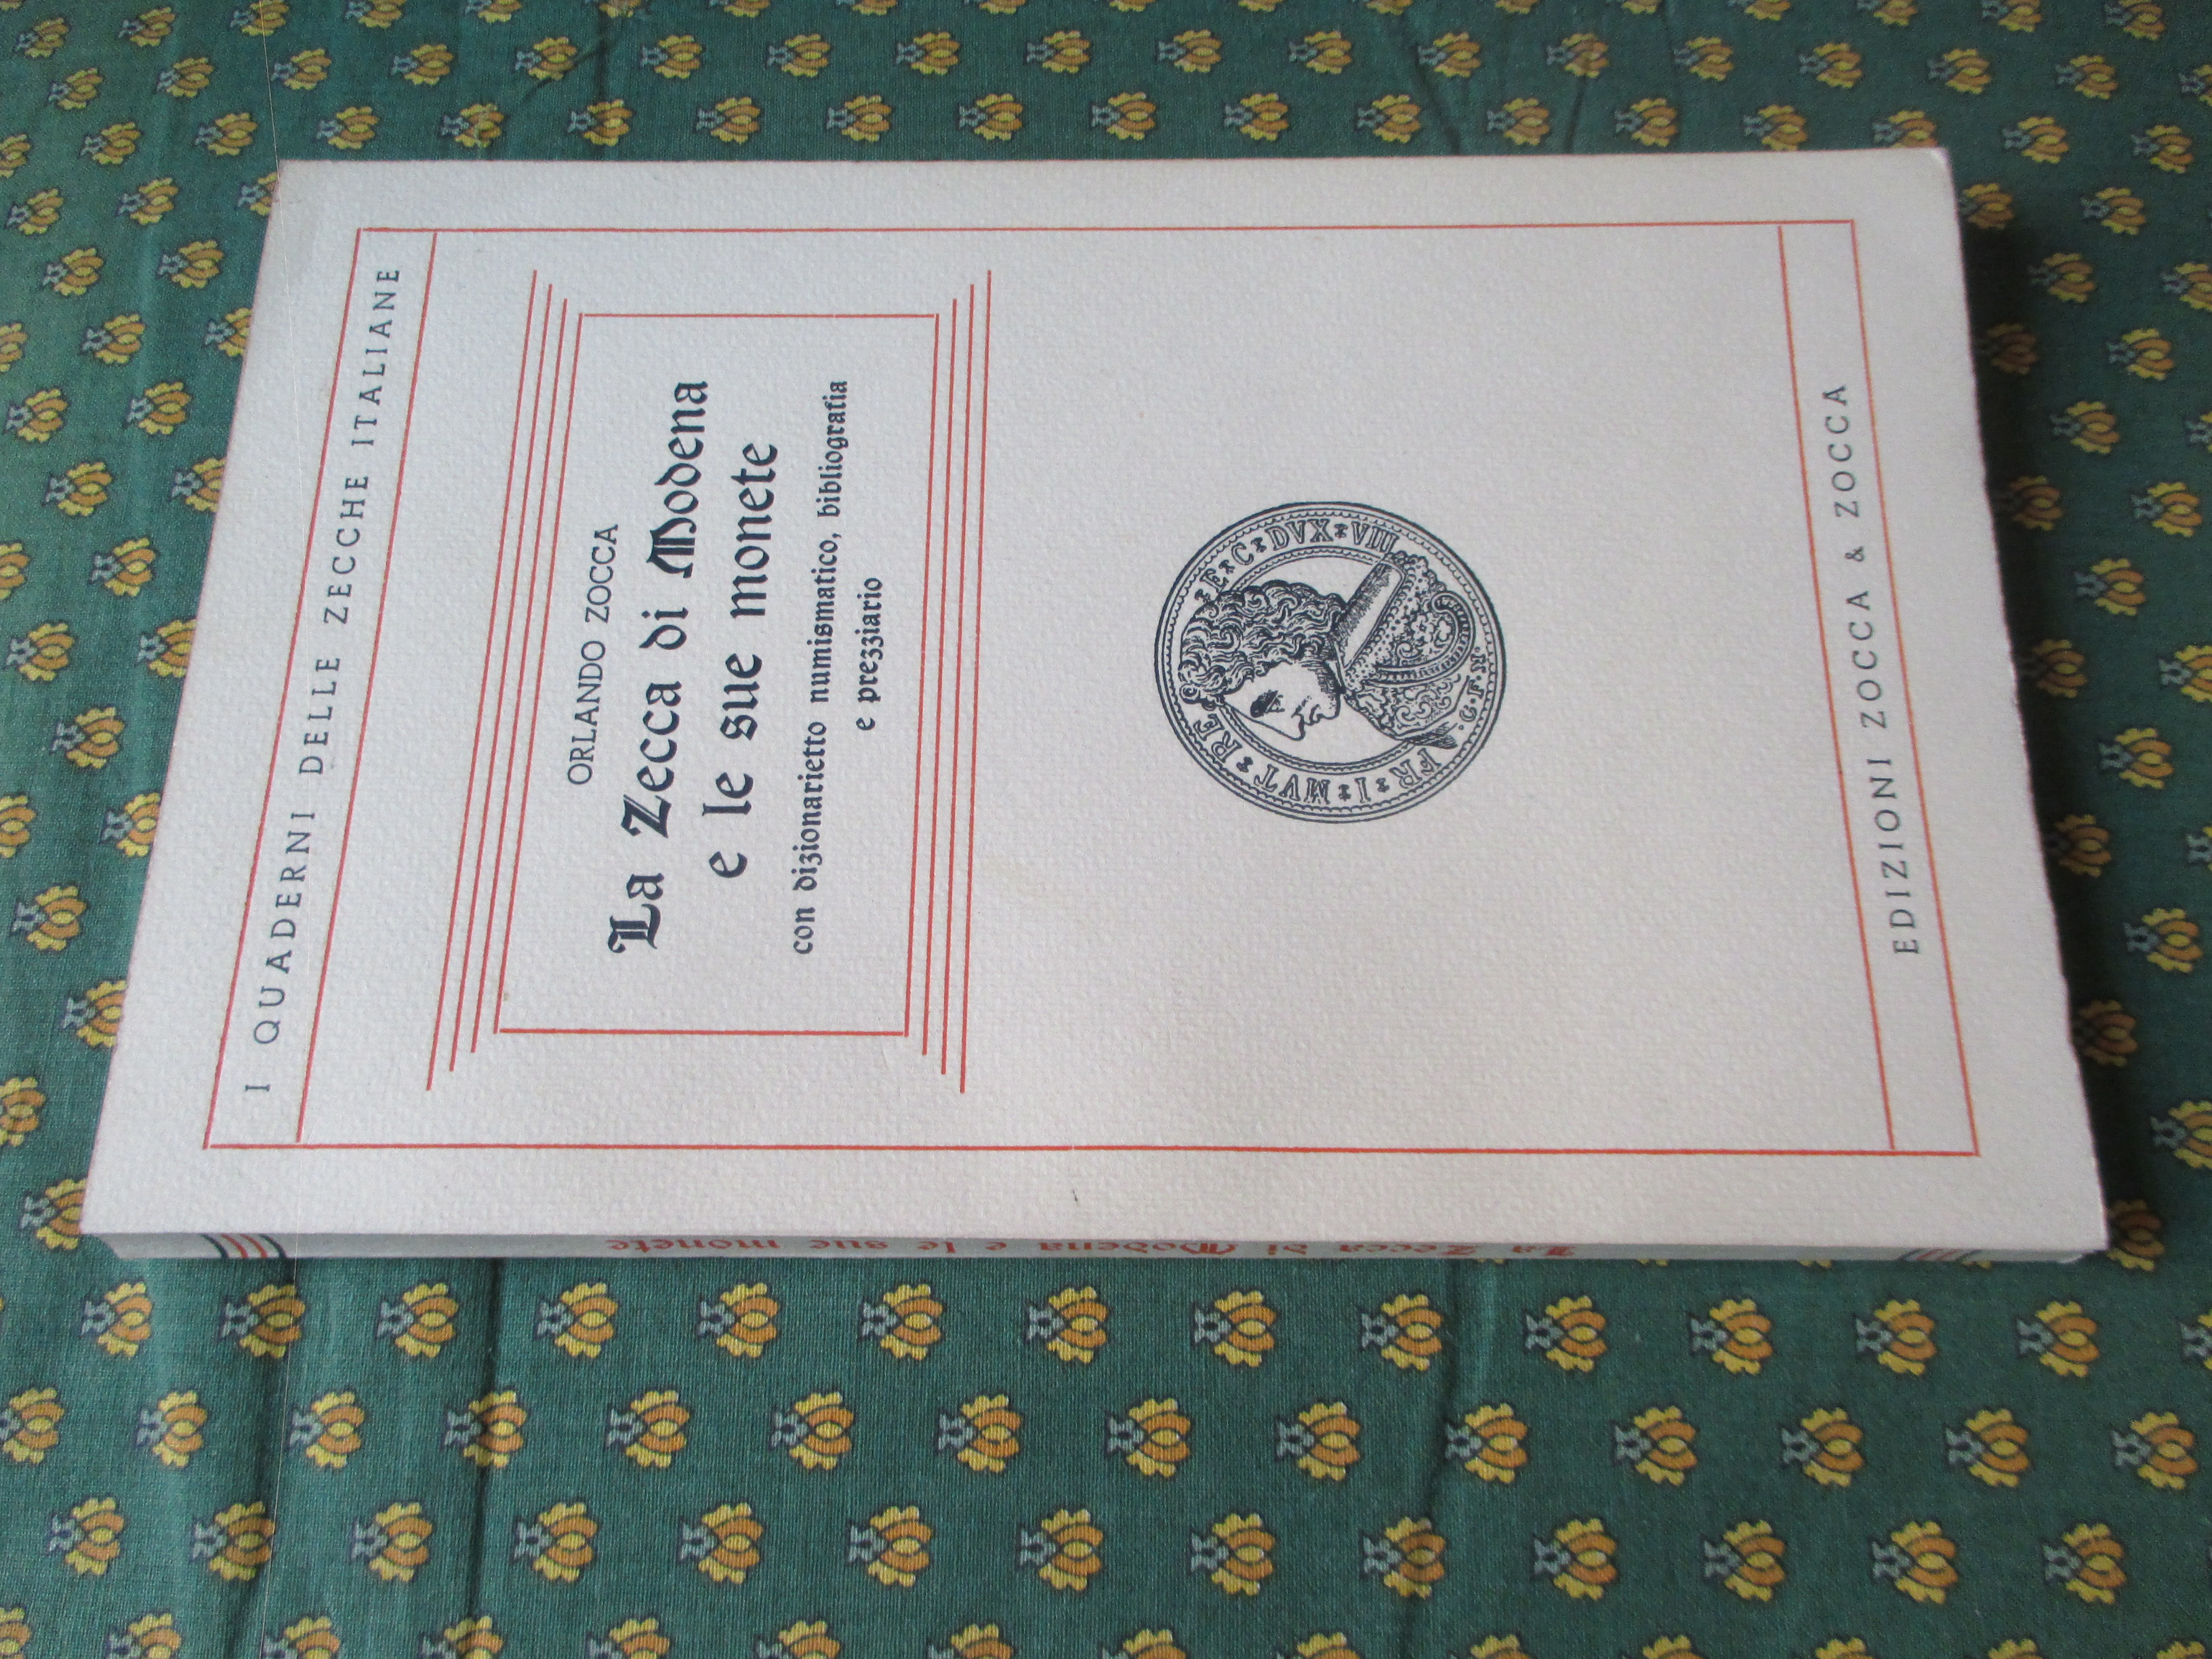 I QUADERNI DELLE ZECCHE ITALIANE
ORLANDO ZOCCA
La Zecca di Modena
e le sue monete
con dizionarietto numismatico, bibliografia
e prezziario
FR·I·MVT·RE·E·C·DVX·VIII
G·F·M·
EDIZIONI ZOCCA & ZOCCA
La Zecca di Modena e le sue monete